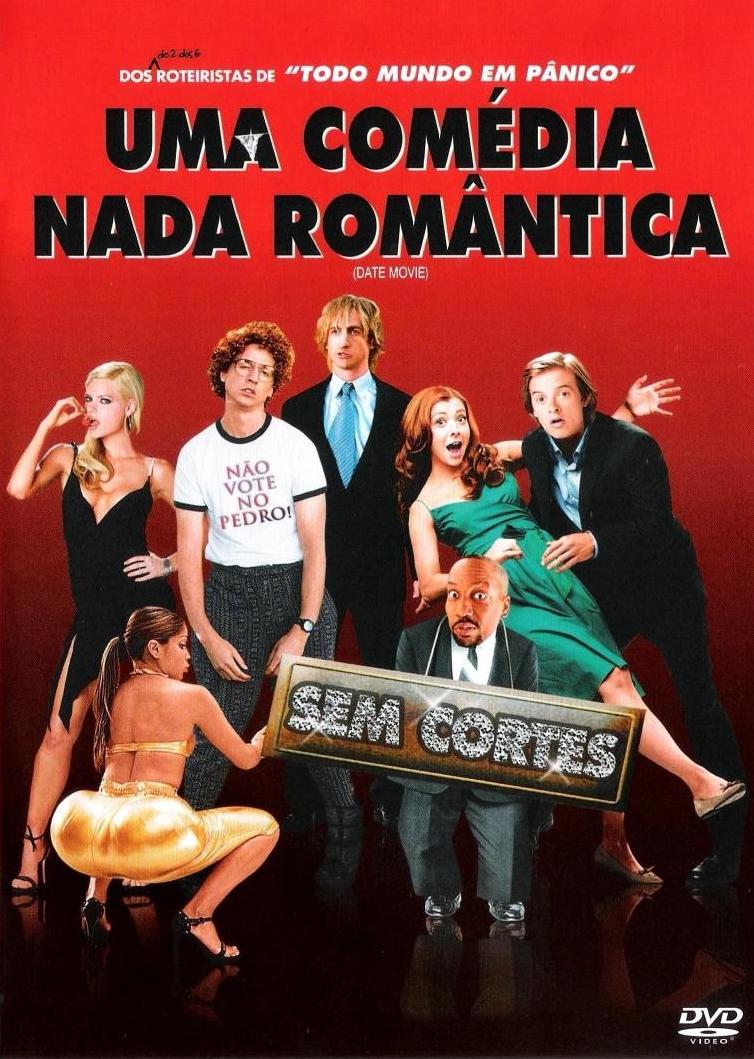 de 2 dos 6
DOS ROTEIRISTAS DE "TODO MUNDO EM PÂNICO"
UMA COMÉDIA
NADA ROMÂNTICA
(DATE MOVIE)
NÃO
VOTE
NO
PEDRO!
SEM CORTES
DVD
VIDEO